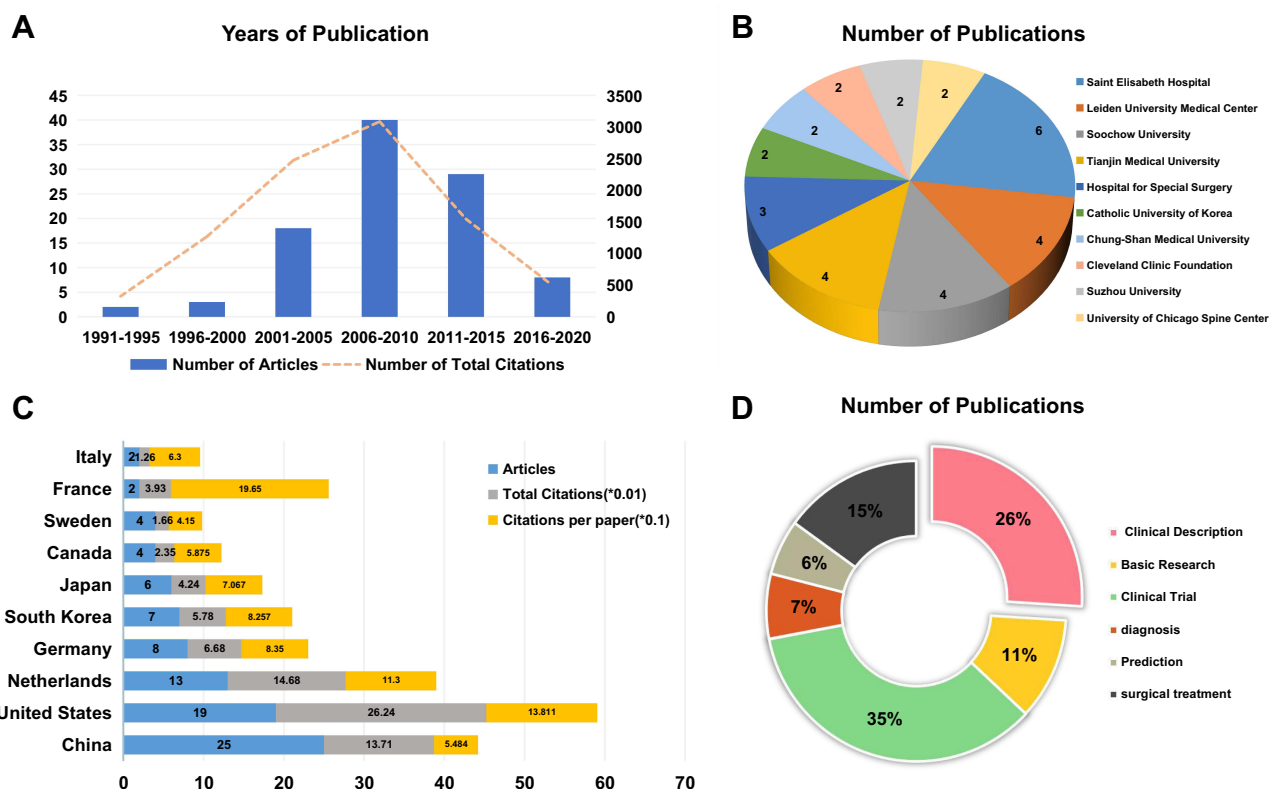 A
Years of Publication
45
40
35
30
25
20
15
10
5
0
3500
3000
2500
2000
1500
1000
500
0
1991-1995 1996-2000 2001-2005 2006-2010 2011-2015 2016-2020
Number of Articles Number of Total Citations
B
Number of Publications
2
2
2
2
2
3
4
4
4
6
Saint Elisabeth Hospital
Leiden University Medical Center
Soochow University
Tianjin Medical University
Hospital for Special Surgery
Catholic University of Korea
Chung-Shan Medical University
Cleveland Clinic Foundation
Suzhou University
University of Chicago Spine Center
C
Italy 2 1.26 6.3
France 2 3.93 19.65
Sweden 4 1.66 4.15
Canada 4 2.35 5.875
Japan 6 4.24 7.067
South Korea 7 5.78 8.257
Germany 8 6.68 8.35
Netherlands 13 14.68 11.3
United States 19 26.24 13.811
China 25 13.71 5.484
0 10 20 30 40 50 60 70
Articles
Total Citations(*0.01)
Citations per paper(*0.1)
D
Number of Publications
26%
11%
35%
7%
6%
15%
Clinical Description
Basic Research
Clinical Trial
diagnosis
Prediction
surgical treatment